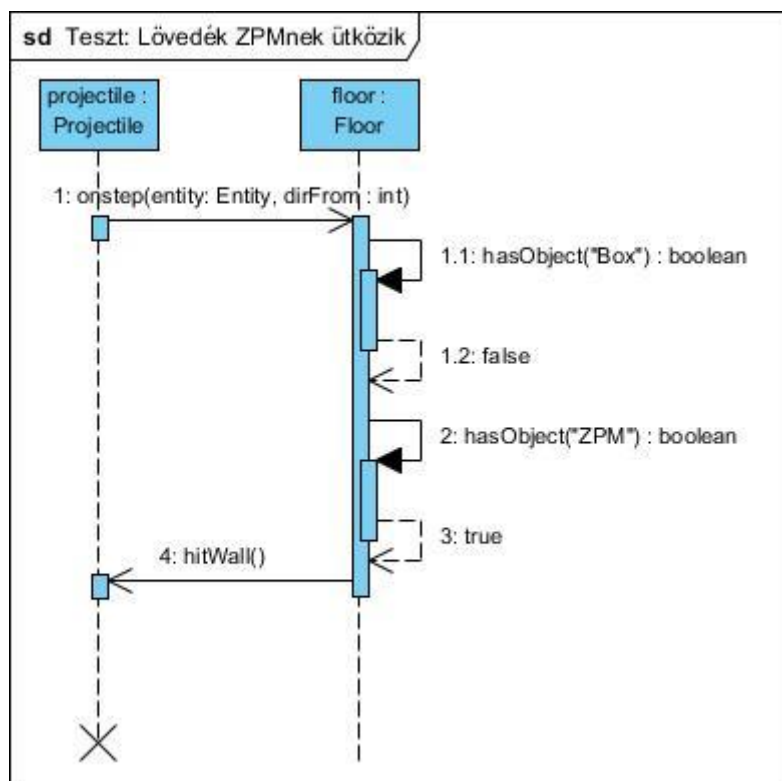 sd Teszt: Lövedék ZPMnek ütközik
projectile :
Projectile
floor :
Floor
1: onstep(entity: Entity, dirFrom : int)
1.1: hasObject("Box") : boolean
1.2: false
2: hasObject("ZPM") : boolean
3: true
4: hitWall()